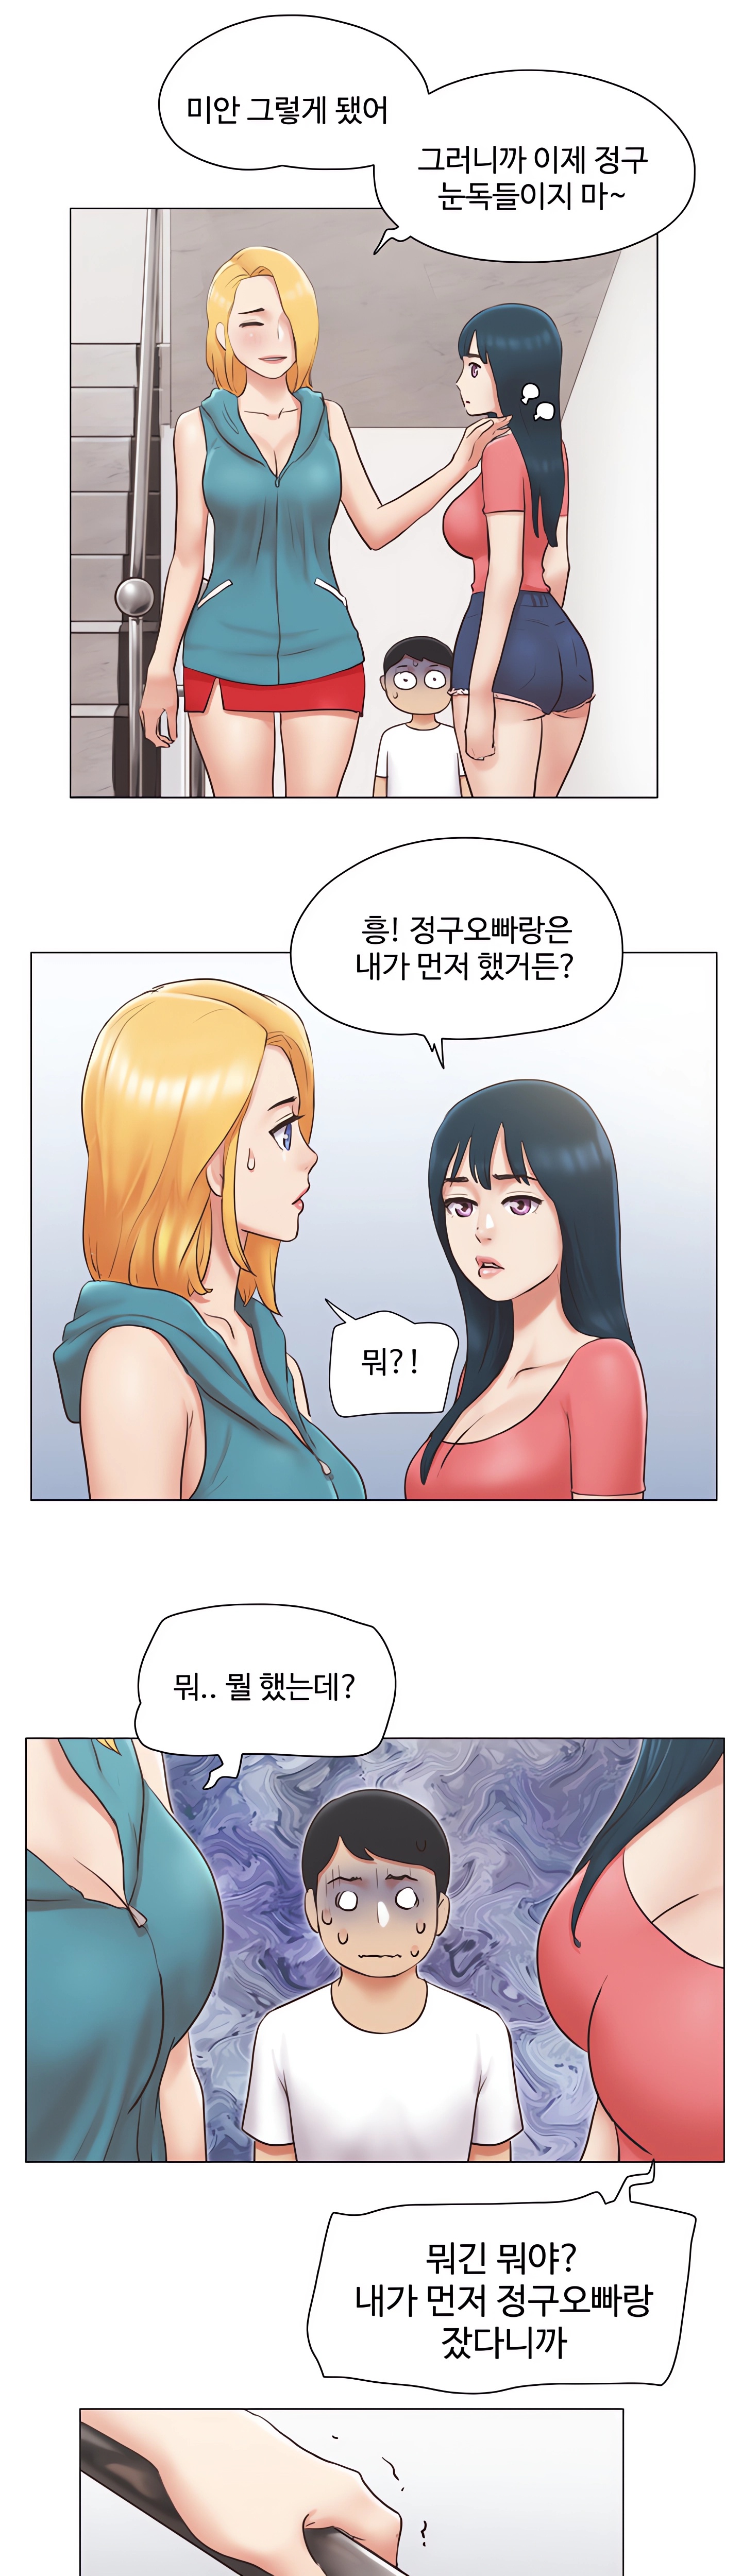 미안 그렇게 됐어
그러니까 이제 정구
눈독들이지 마~
흥! 정구오빠랑은
내가 먼저 했거든?
뭐?!
뭐.. 뭘 했는데?
뭐긴 뭐야?
내가 먼저 정구오빠랑
잤다니까